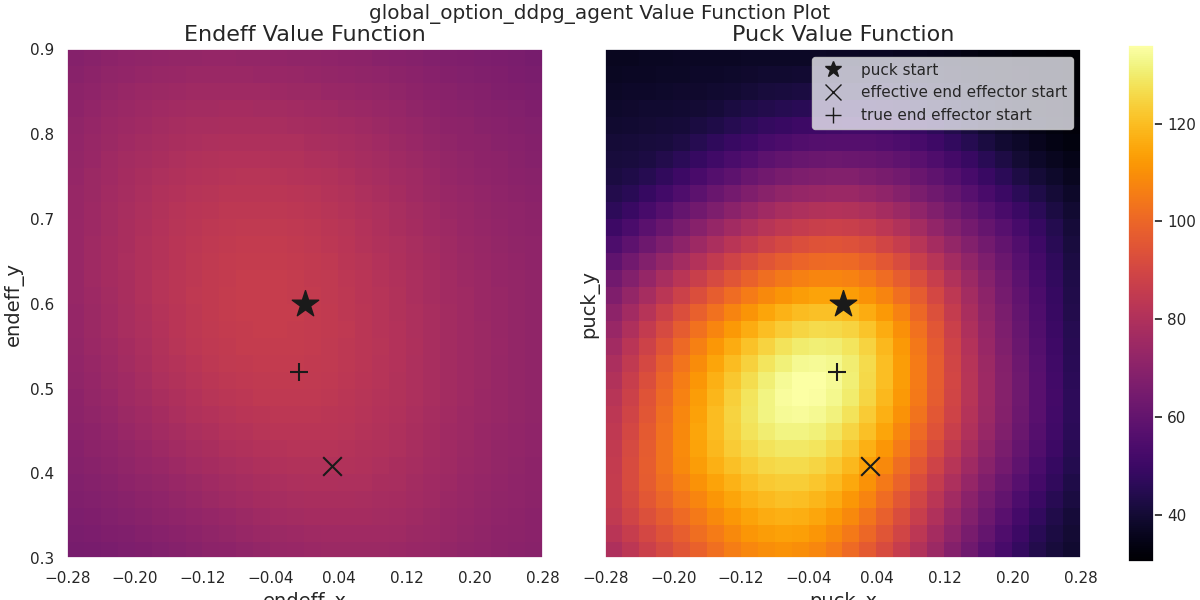 global_option_ddpg_agent Value Function Plot
Endeff Value Function
Puck Value Function
0.9
0.8
0.7
0.6
0.5
0.4
0.3
endeff_y
−0.28 −0.20 −0.12 −0.04 0.04 0.12 0.20 0.28
endeff_x
puck start
effective end effector start
true end effector start
puck_y
−0.28 −0.20 −0.12 −0.04 0.04 0.12 0.20 0.28
puck_x
120
100
80
60
40